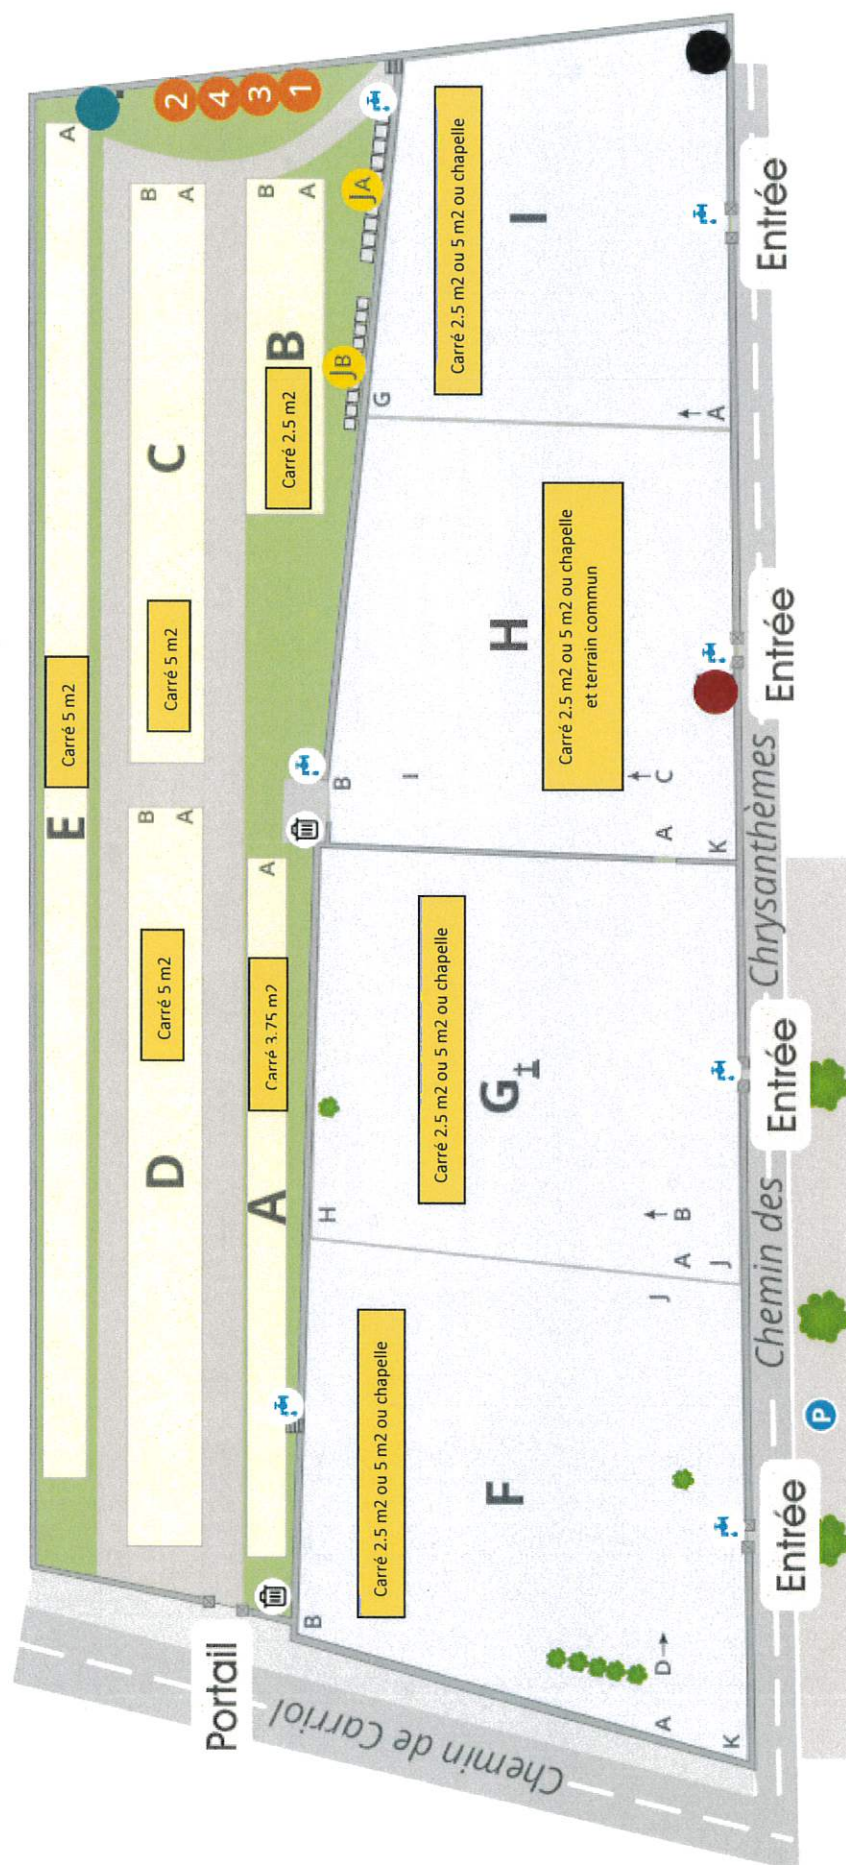 E
Carré 5 m2
A
D
Carré 5 m2
B
A
C
Carré 5 m2
B
A
2
4
3
1
Portail
A
Carré 3.75 m2
A
B
Carré 2.5 m2
B
A
JB
JA
Chemin de Carriol
B
F
Carré 2.5 m2 ou 5 m2 ou chapelle
D
A
K
J
H
G
Carré 2.5 m2 ou 5 m2 ou chapelle
B
A
J
B
I
H
Carré 2.5 m2 ou 5 m2 ou chapelle
et terrain commun
C
A
K
G
I
Carré 2.5 m2 ou 5 m2 ou chapelle
A
Entrée
Chemin des
Entrée
Chrysanthèmes
Entrée
Entrée
P